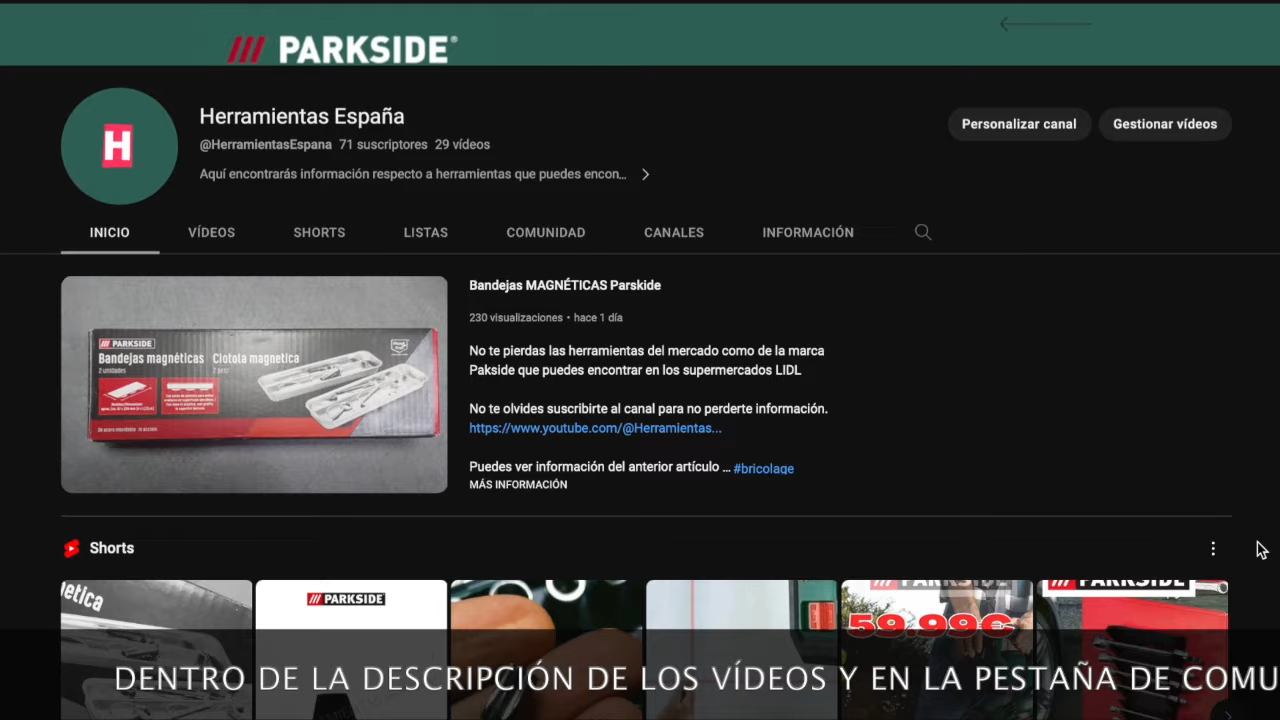 PARKSIDE
H
Herramientas España
@HerramientasEspana 71 suscriptores 29 vídeos
Aquí encontrarás información respecto a herramientas que puedes encon...
Personalizar canal
Gestionar vídeos
INICIO VÍDEOS SHORTS LISTAS COMUNIDAD CANALES INFORMACIÓN
PARKSIDE
Bandejas magnéticas Ciotola magnetica
2 unidades
Bandejas MAGNÉTICAS Parskide
230 visualizaciones • hace 1 día
No te pierdas las herramientas del mercado como de la marca
Pakside que puedes encontrar en los supermercados LIDL
No te olvides suscribirte al canal para no perderte información.
https://www.youtube.com/@Herramientas...
Puedes ver información del anterior artículo ... #bricolage
MÁS INFORMACIÓN
Shorts
netica
PARKSIDE
PARKSIDE
59.99€
PARKSIDE
DENTRO DE LA DESCRIPCIÓN DE LOS VÍDEOS Y EN LA PESTAÑA DE COMU